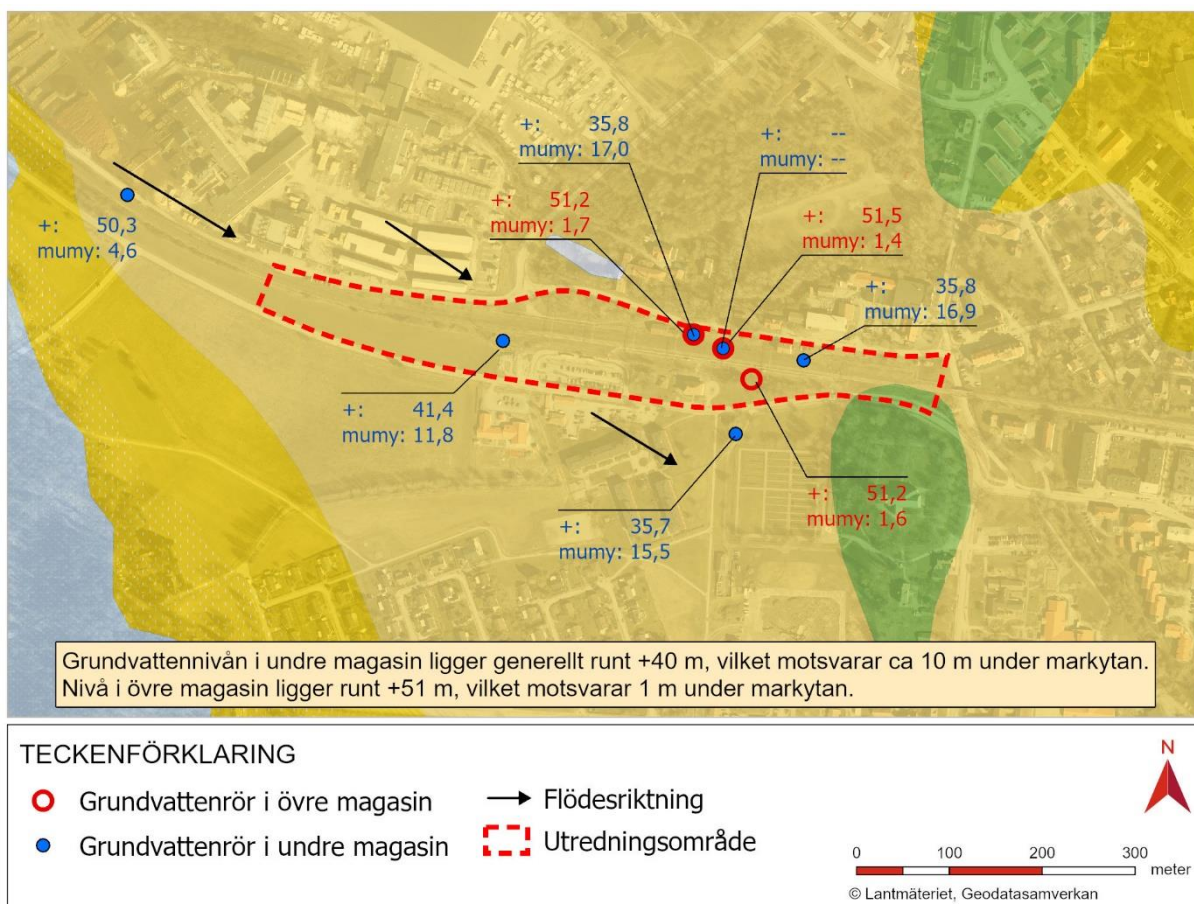 +: 35,8
mumy: 17,0
+: --
mumy: --
+: 51,2
mumy: 1,7
+: 51,5
mumy: 1,4
+: 50,3
mumy: 4,6
+: 35,8
mumy: 16,9
+: 41,4
mumy: 11,8
+: 51,2
mumy: 1,6
+: 35,7
mumy: 15,5
Grundvattennivån i undre magasin ligger generellt runt +40 m, vilket motsvarar ca 10 m under markytan.
Nivå i övre magasin ligger runt +51 m, vilket motsvarar 1 m under markytan.
TECKENFÖRKLARING
Grundvattenrör i övre magasin
Flödesriktning
Grundvattenrör i undre magasin
Utredningsområde
N
0 100 200 300
meter
© Lantmäteriet, Geodatasamverkan